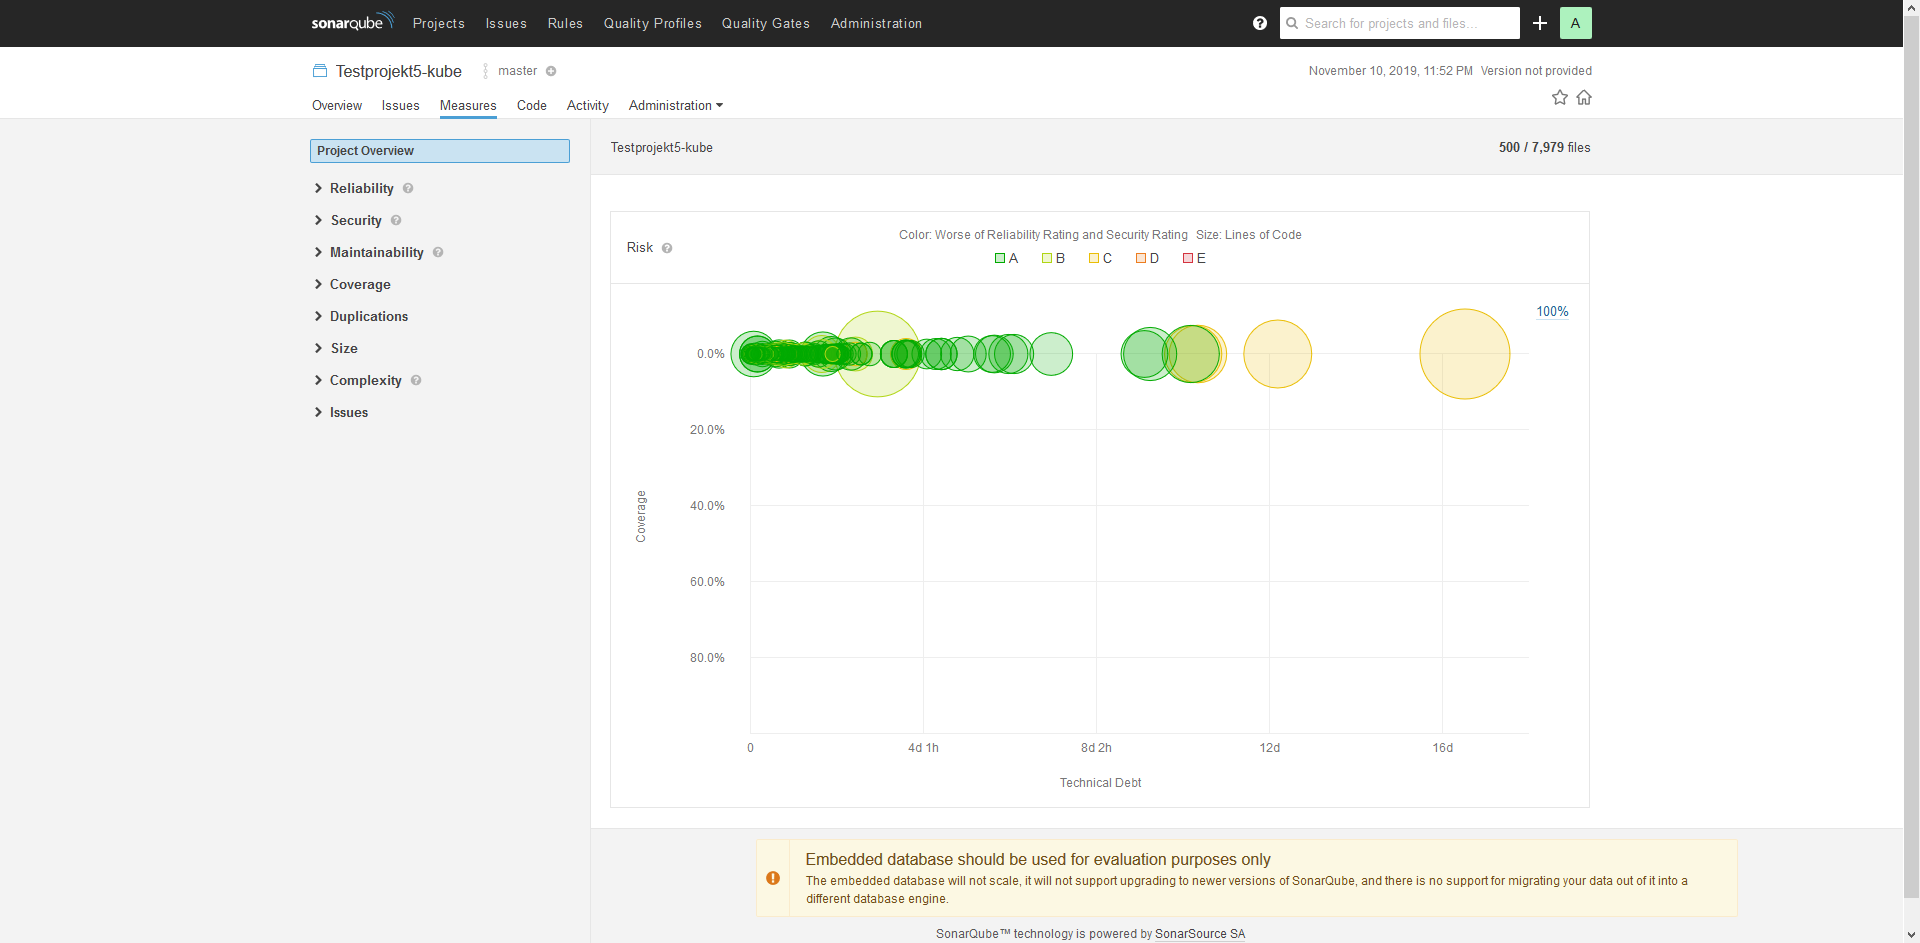 sonarqube Projects Issues Rules Quality Profiles Quality Gates Administration ? Search for projects and files... A
Testprojekt5-kube master November 10, 2019, 11:52 PM Version not provided
Overview Issues Measures Code Activity Administration
Project Overview
Reliability ?
Security ?
Maintainability ?
Coverage
Duplications
Size
Complexity ?
Issues
Testprojekt5-kube 500 / 7,979 files
Risk ?
Color: Worse of Reliability Rating and Security Rating Size: Lines of Code
A B C D E
100%
0.0%
20.0%
40.0%
60.0%
80.0%
Coverage
0 4d 1h 8d 2h 12d 16d
Technical Debt
Embedded database should be used for evaluation purposes only
The embedded database will not scale, it will not support upgrading to newer versions of SonarQube, and there is no support for migrating your data out of it into a
different database engine.
SonarQube™ technology is powered by SonarSource SA